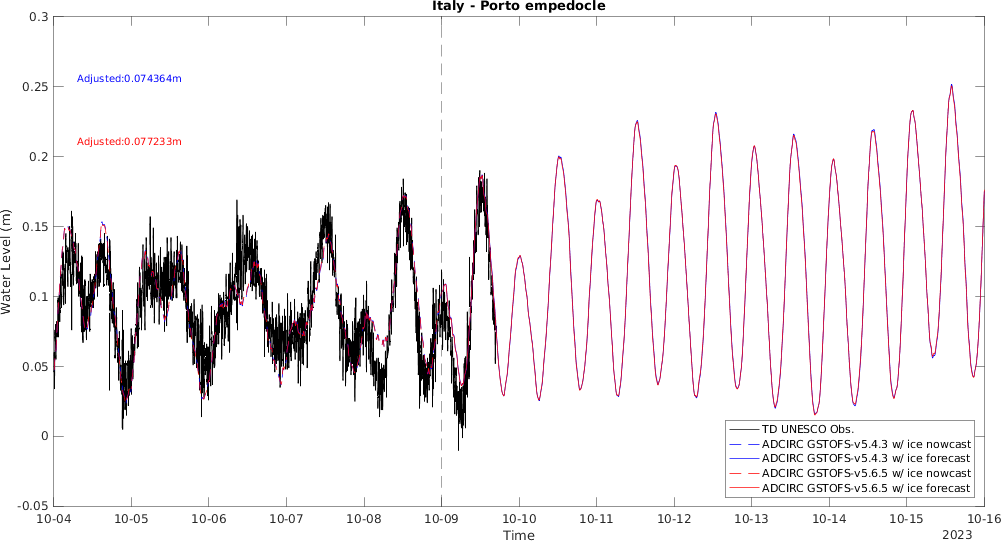 Italy - Porto empedocle
0.3
0.25
0.2
0.15
0.1
0.05
0
-0.05
Water Level (m)
Adjusted:0.074364m
Adjusted:0.077233m
TD UNESCO Obs.
ADCIRC GSTOFS-v5.4.3 w/ ice nowcast
ADCIRC GSTOFS-v5.4.3 w/ ice forecast
ADCIRC GSTOFS-v5.6.5 w/ ice nowcast
ADCIRC GSTOFS-v5.6.5 w/ ice forecast
10-04 10-05 10-06 10-07 10-08 10-09 10-10 10-11 10-12 10-13 10-14 10-15 10-16
Time
2023